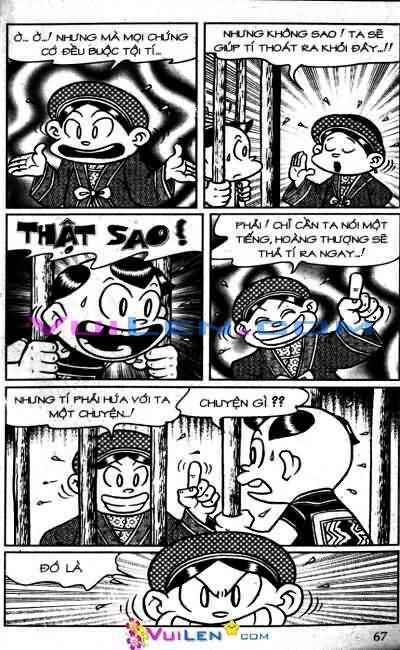 Ờ.. Ờ..! NHƯNG MÀ MỌI CHỨNG
CỚ ĐỀU BUỘC TỘI TÍ...
NHƯNG KHÔNG SAO! TA SẼ
GIÚP TÍ THOÁT RA KHỎI ĐÂY...!!
THẬT SAO!
PHẢI! CHỈ CẦN TA NÓI MỘT
TIẾNG, HOÀNG THƯỢNG SẼ
THẢ TÍ RA NGAY...!
VUILEN.COM
NHƯNG TÍ PHẢI HỨA VỚI TA
MỘT CHUYỆN..!
CHUYỆN GÌ ??
ĐÓ LÀ
67
VUILEN.COM